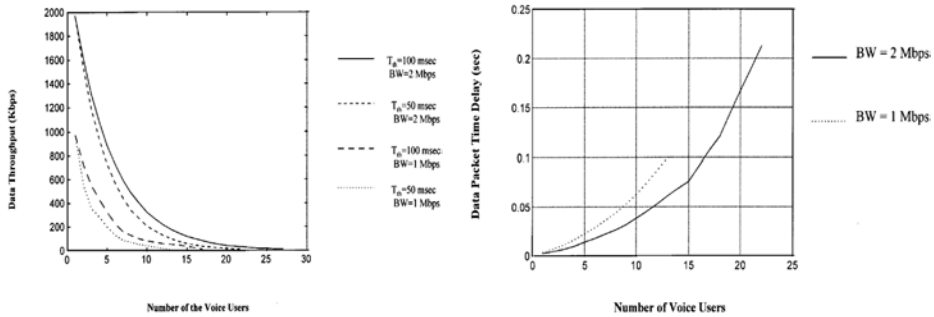 2000
1800
1600
1400
1200
1000
800
600
400
200
0
0 5 10 15 20 25 30
Data Throughput (Kbps)
Number of the Voice Users
T_th=100 msec
BW=2 Mbps
T_th=50 msec
BW=2 Mbps
T_th=100 msec
BW=1 Mbps
T_th=50 msec
BW=1 Mbps
0.25
0.2
0.15
0.1
0.05
0
0 5 10 15 20 25
Data Packet Time Delay (sec)
Number of Voice Users
BW = 2 Mbps
BW = 1 Mbps